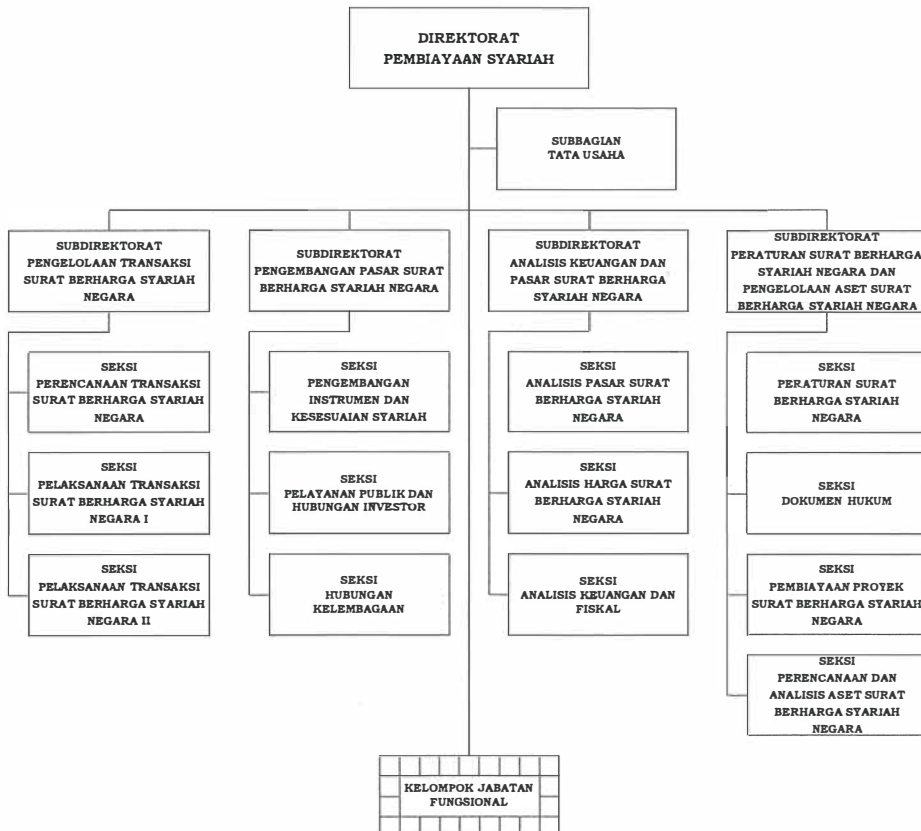 DIREKTORAT
PEMBIAYAAN SYARIAH
SUBBAGIAN
TATA USAHA
SUBDIREKTORAT
PENGELOLAAN TRANSAKSI
SURAT BERHARGA SYARIAH
NEGARA
SUBDIREKTORAT
PENGEMBANGAN PASAR SURAT
BERHARGA SYARIAH NEGARA
SUBDIREKTORAT
ANALISIS KEUANGAN DAN
PASAR SURAT BERHARGA
SYARIAH NEGARA
SUBDIREKTORAT
PERATURAN SURAT BERHARGA
SYARIAH NEGARA DAN
PENGELOLAAN ASET SURAT
BERHARGA SYARIAH NEGARA
SEKSI
PERENCANAAN TRANSAKSI
SURAT BERHARGA SYARIAH
NEGARA
SEKSI
PENGEMBANGAN
INSTRUMEN DAN
KESESUAIAN SYARIAH
SEKSI
ANALISIS PASAR SURAT
BERHARGA SYARIAH
NEGARA
SEKSI
PERATURAN SURAT
BERHARGA SYARIAH
NEGARA
SEKSI
PELAKSANAAN TRANSAKSI
SURAT BERHARGA SYARIAH
NEGARA I
SEKSI
PELAYANAN PUBLIK DAN
HUBUNGAN INVESTOR
SEKSI
ANALISIS HARGA SURAT
BERHARGA SYARIAH
NEGARA
SEKSI
DOKUMEN HUKUM
SEKSI
PELAKSANAAN TRANSAKSI
SURAT BERHARGA SYARIAH
NEGARA II
SEKSI
HUBUNGAN
KELEMBAGAAN
SEKSI
ANALISIS KEUANGAN DAN
FISKAL
SEKSI
PEMBIAYAAN PROYEK
SURAT BERHARGA SYARIAH
NEGARA
SEKSI
PERENCANAAN DAN
ANALISIS ASET SURAT
BERHARGA SYARIAH
NEGARA
KELOMPOK JABATAN
FUNGSIONAL